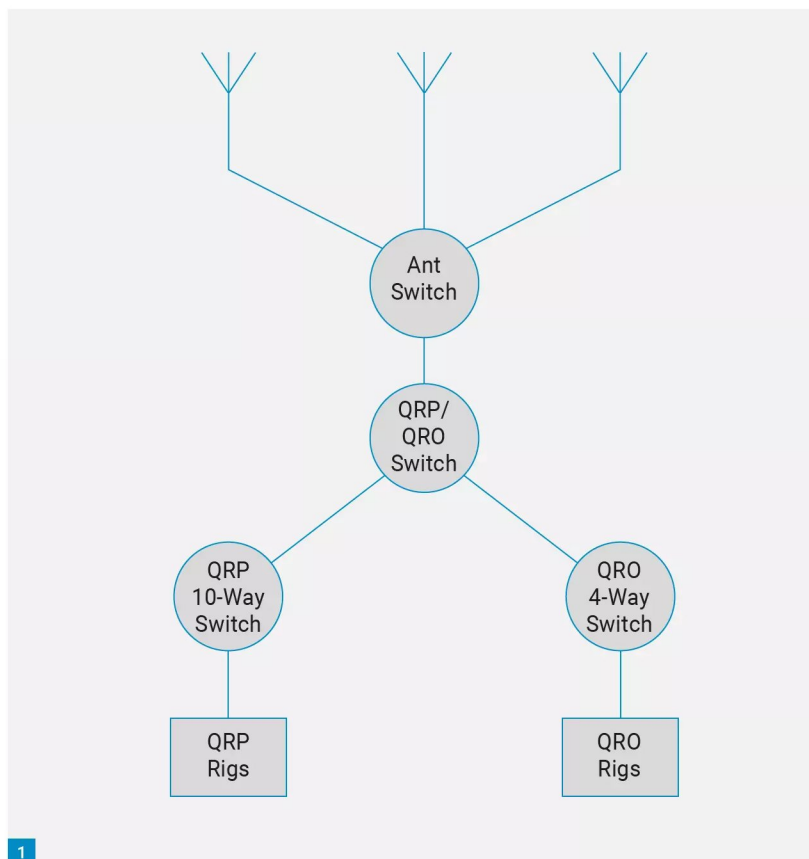 Ant
Switch
QRP/
QRO
Switch
QRP
10-Way
Switch
QRO
4-Way
Switch
QRP
Rigs
QRO
Rigs
1